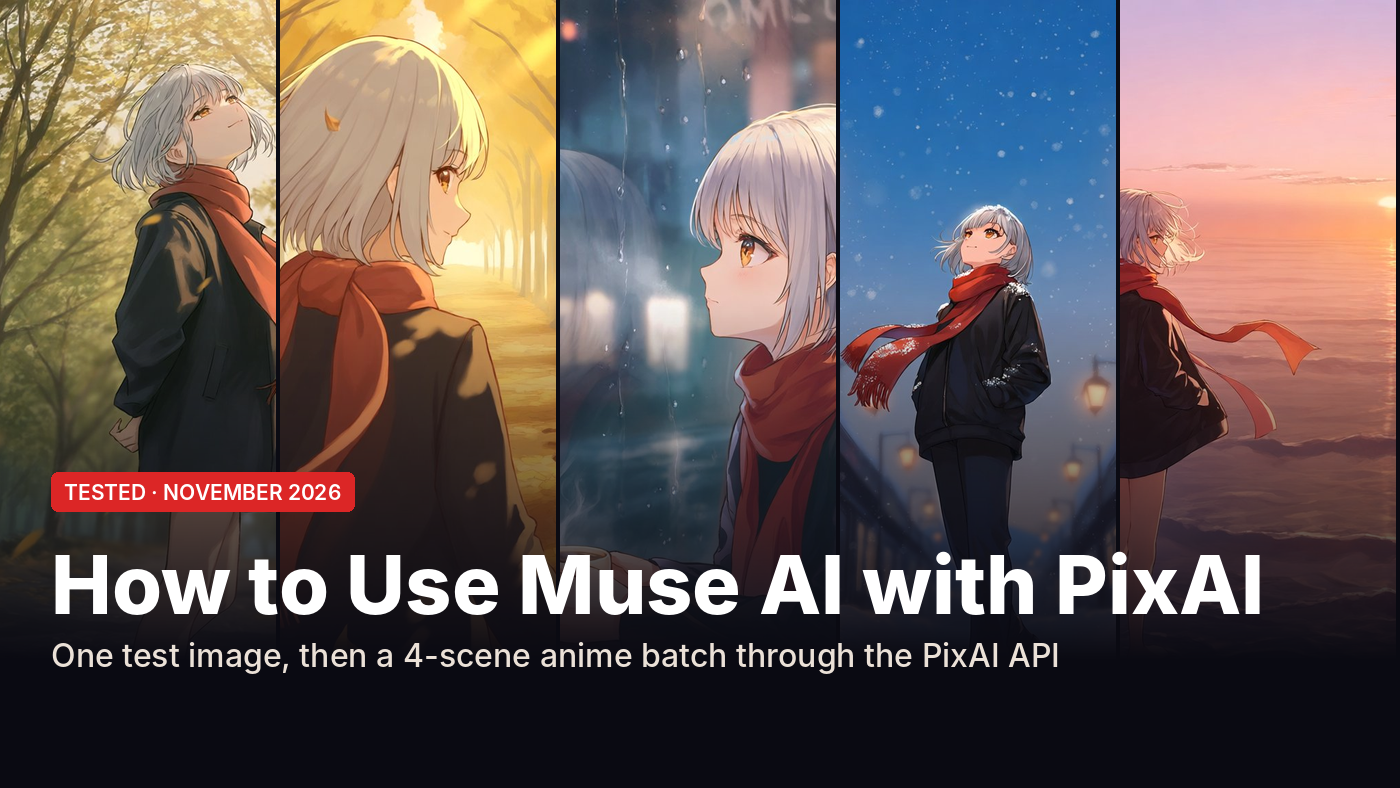 TESTED · NOVEMBER 2026
How to Use Muse AI with PixAI
One test image, then a 4-scene anime batch through the PixAI API